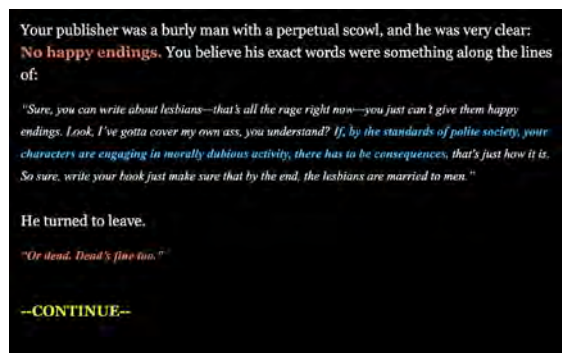 Your publisher was a burly man with a perpetual scowl, and he was very clear:
No happy endings. You believe his exact words were something along the lines
of:
"Sure, you can write about lesbians—that's all the rage right now—you just can't give them happy
endings. Look, I've gotta cover my own ass, you understand? If, by the standards of polite society, your
characters are engaging in morally dubious activity, there has to be consequences, that's just how it is.
So sure, write your book just make sure that by the end, the lesbians are married to men."
He turned to leave.
"Or dead. Dead's fine too."
--CONTINUE--